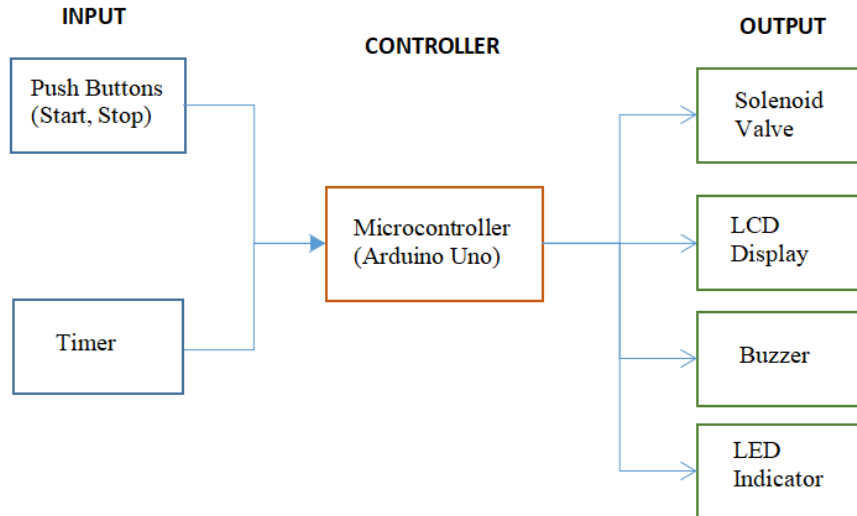 INPUT
CONTROLLER
OUTPUT
Push Buttons
(Start, Stop)
Timer
Microcontroller
(Arduino Uno)
Solenoid
Valve
LCD
Display
Buzzer
LED
Indicator